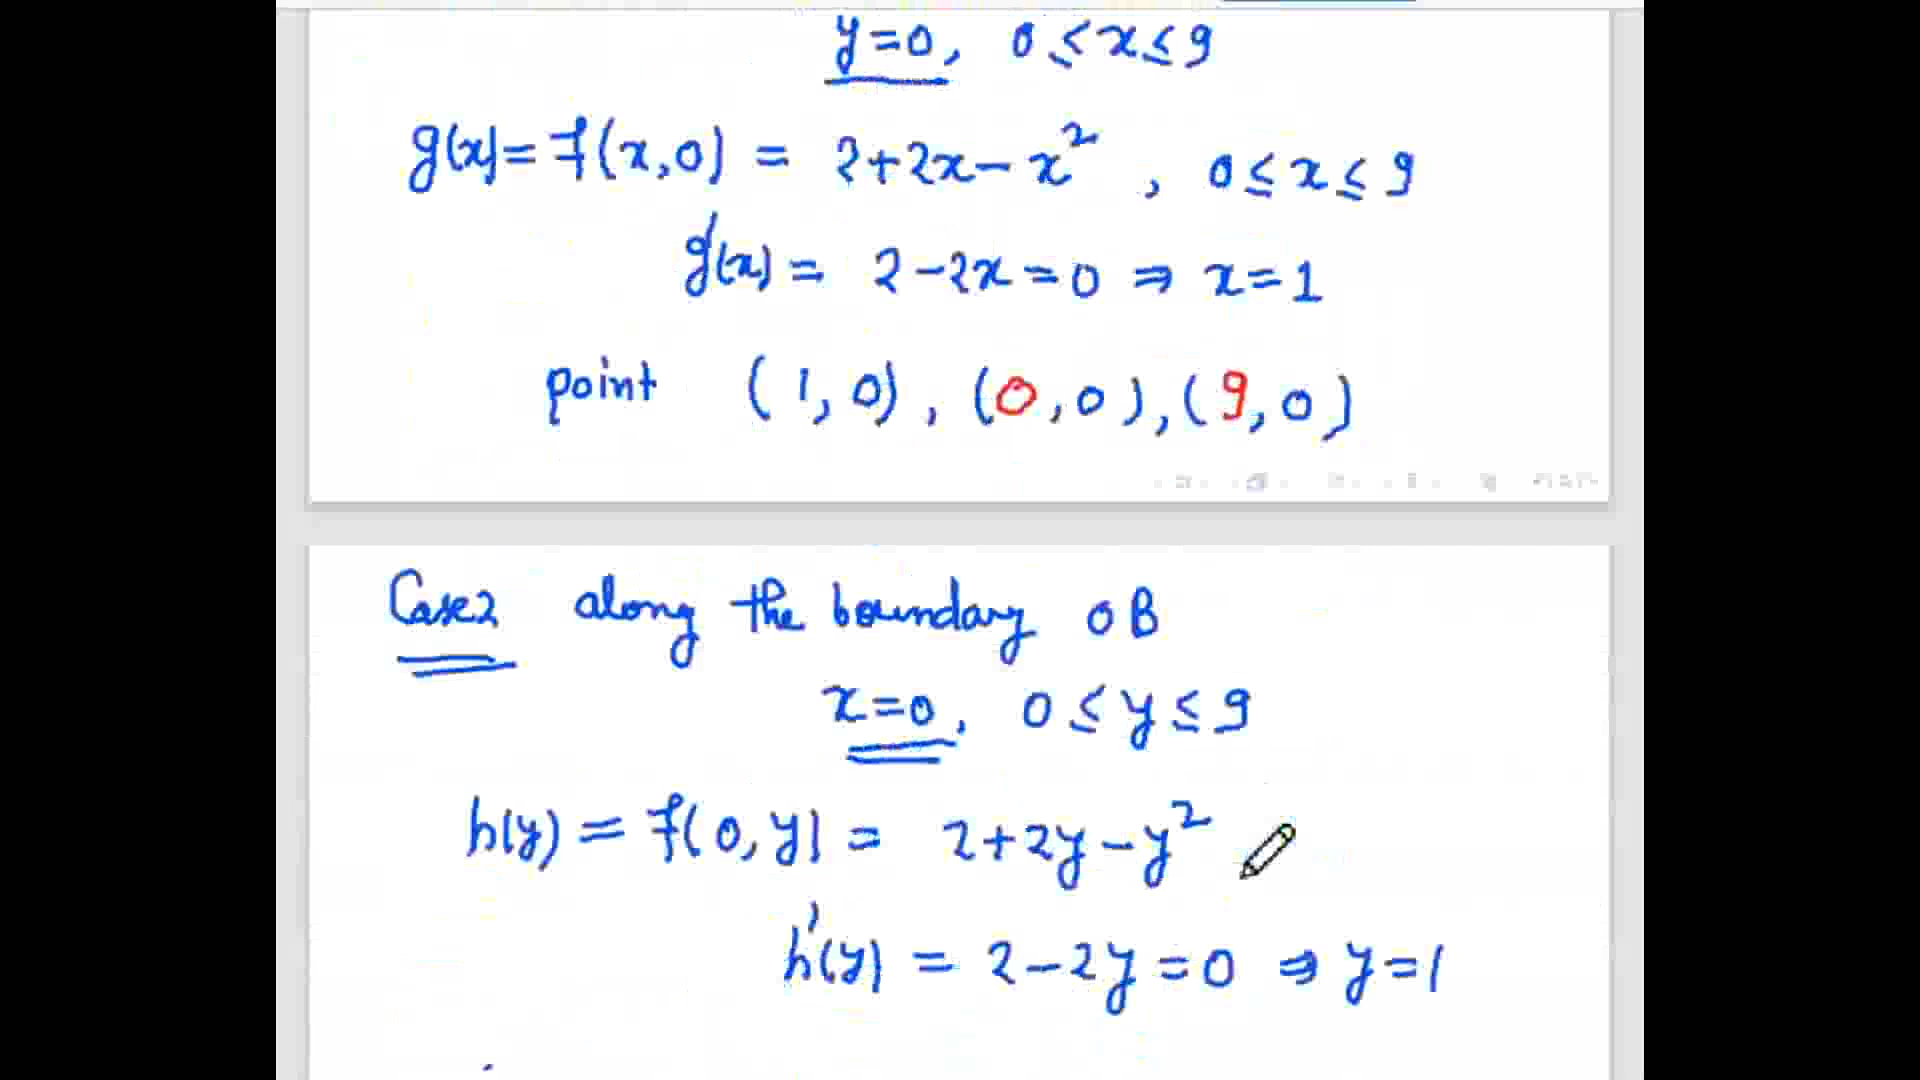 y=0, 0≤x≤9
g(x)=f(x,0) = 2+2x-x², 0≤x≤9
g'(x) = 2-2x=0 ⇒ x=1
point (1,0), (0,0), (9,0)
Case2 along the boundary OB
x=0, 0≤y≤9
h(y) = f(0,y) = 2+2y-y²
h'(y) = 2-2y=0 ⇒ y=1